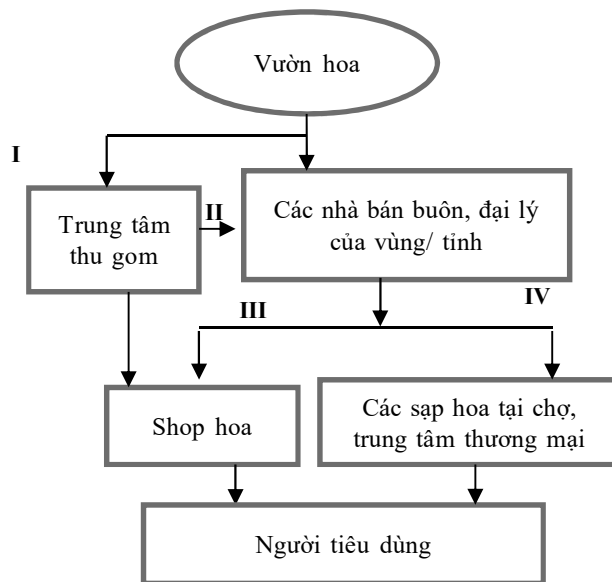 Vườn hoa
I
Trung tâm
thu gom
II
Các nhà bán buôn, đại lý
của vùng/ tỉnh
III
IV
Shop hoa
Các sạp hoa tại chợ,
trung tâm thương mại
Người tiêu dùng